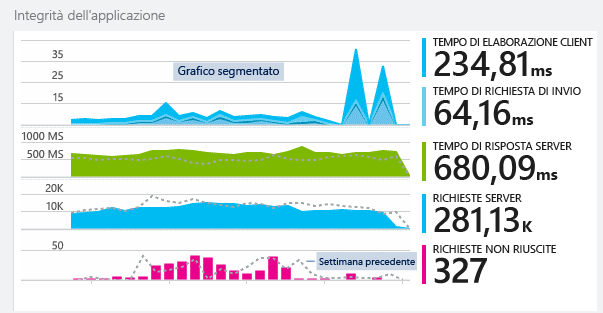 Integrità dell'applicazione
35
25
15
5
Grafico segmentato
TEMPO DI ELABORAZIONE CLIENT
234,81ms
TEMPO DI RICHIESTA DI INVIO
64,16ms
1000 MS
500 MS
TEMPO DI RISPOSTA SERVER
680,09ms
20K
10K
RICHIESTE SERVER
281,13K
50
Settimana precedente
RICHIESTE NON RIUSCITE
327